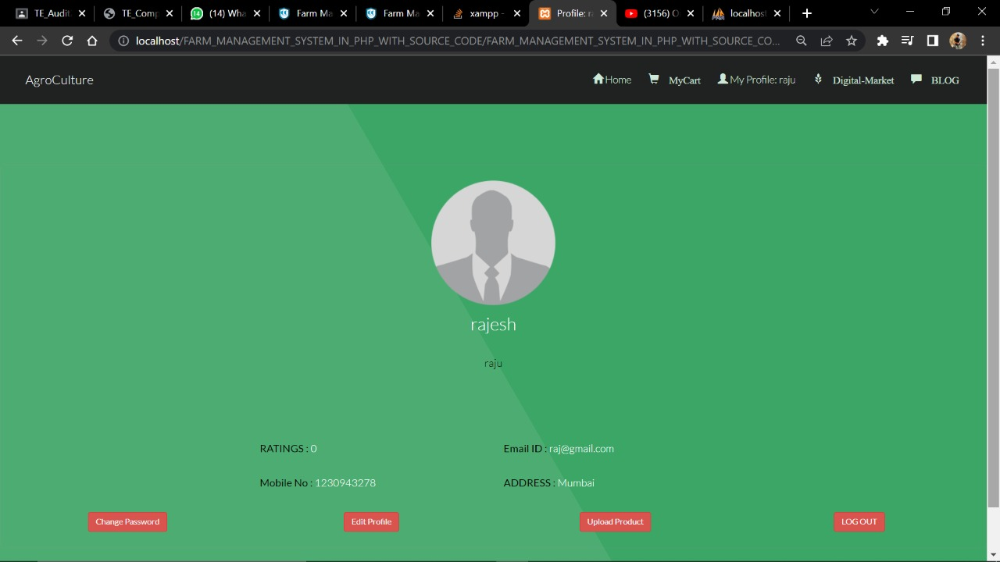 TE_Audit TE_Comp (14) Wha Farm Ma Farm Ma xampp - Profile: ra (3156) O localhost
localhost/FARM_MANAGEMENT_SYSTEM_IN_PHP_WITH_SOURCE_CODE/FARM_MANAGEMENT_SYSTEM_IN_PHP_WITH_SOURCE_CO...
AgroCulture Home MyCart My Profile: raju Digital-Market BLOG
rajesh
raju
RATINGS : 0 Email ID : raj@gmail.com
Mobile No : 1230943278 ADDRESS : Mumbai
Change Password Edit Profile Upload Product LOG OUT